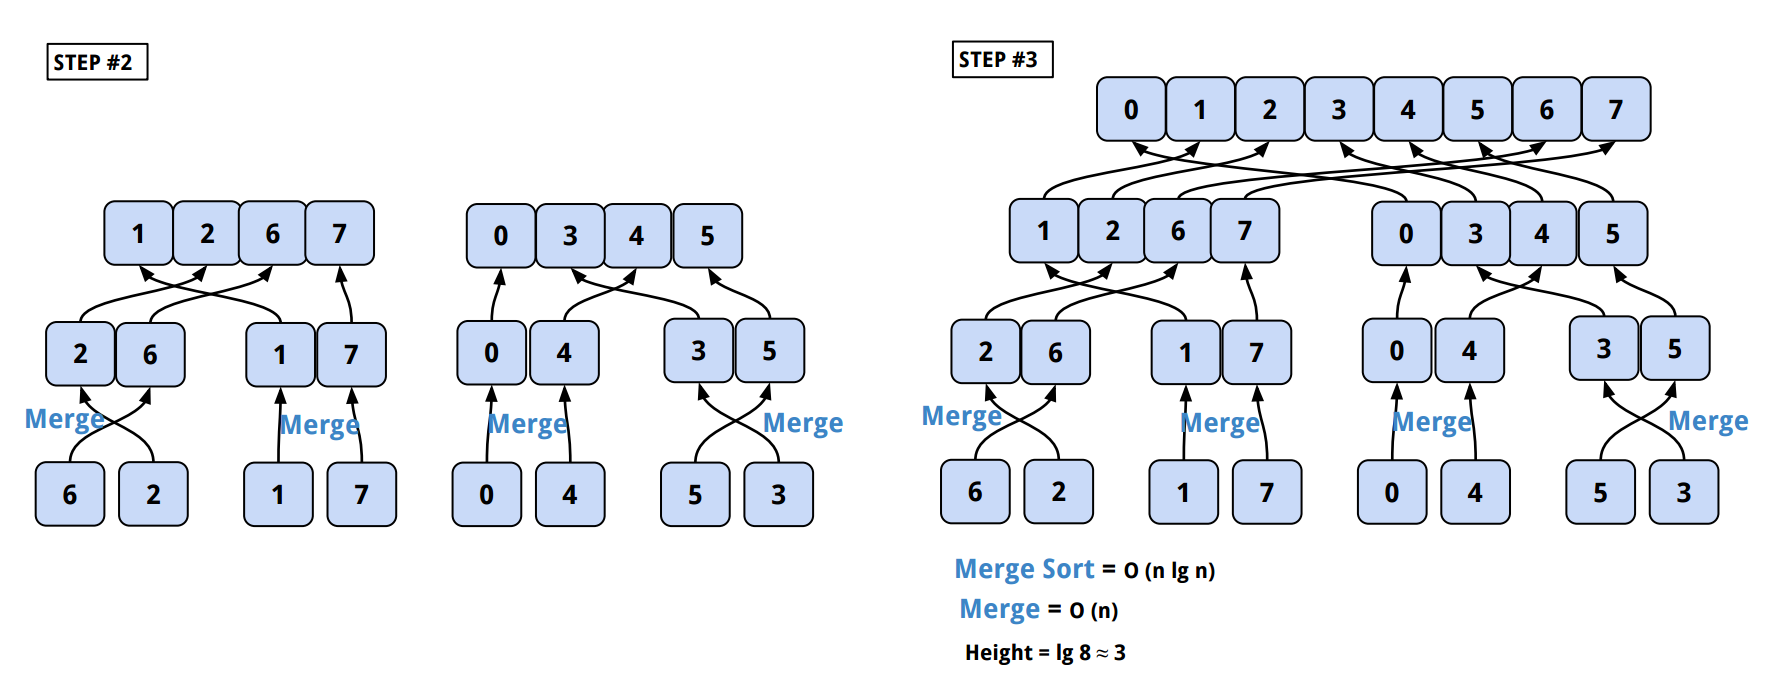 STEP #2
1 2 6 7 0 3 4 5
2 6 1 7 0 4 3 5
Merge Merge Merge Merge
6 2 1 7 0 4 5 3
STEP #3
0 1 2 3 4 5 6 7
1 2 6 7 0 3 4 5
2 6 1 7 0 4 3 5
Merge Merge Merge Merge
6 2 1 7 0 4 5 3
Merge Sort = O (n lg n)
Merge = O (n)
Height = lg 8 ≈ 3